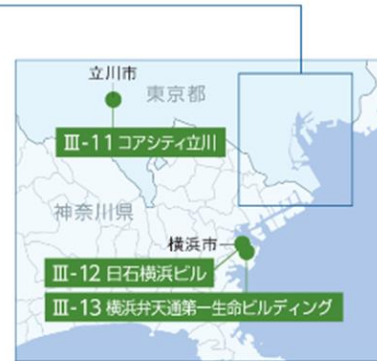 立川市
東京都
Ⅲ-11 コアシティ立川
神奈川県
横浜市
Ⅲ-12 日石横浜ビル
Ⅲ-13 横浜弁天通第一生命ビルディング